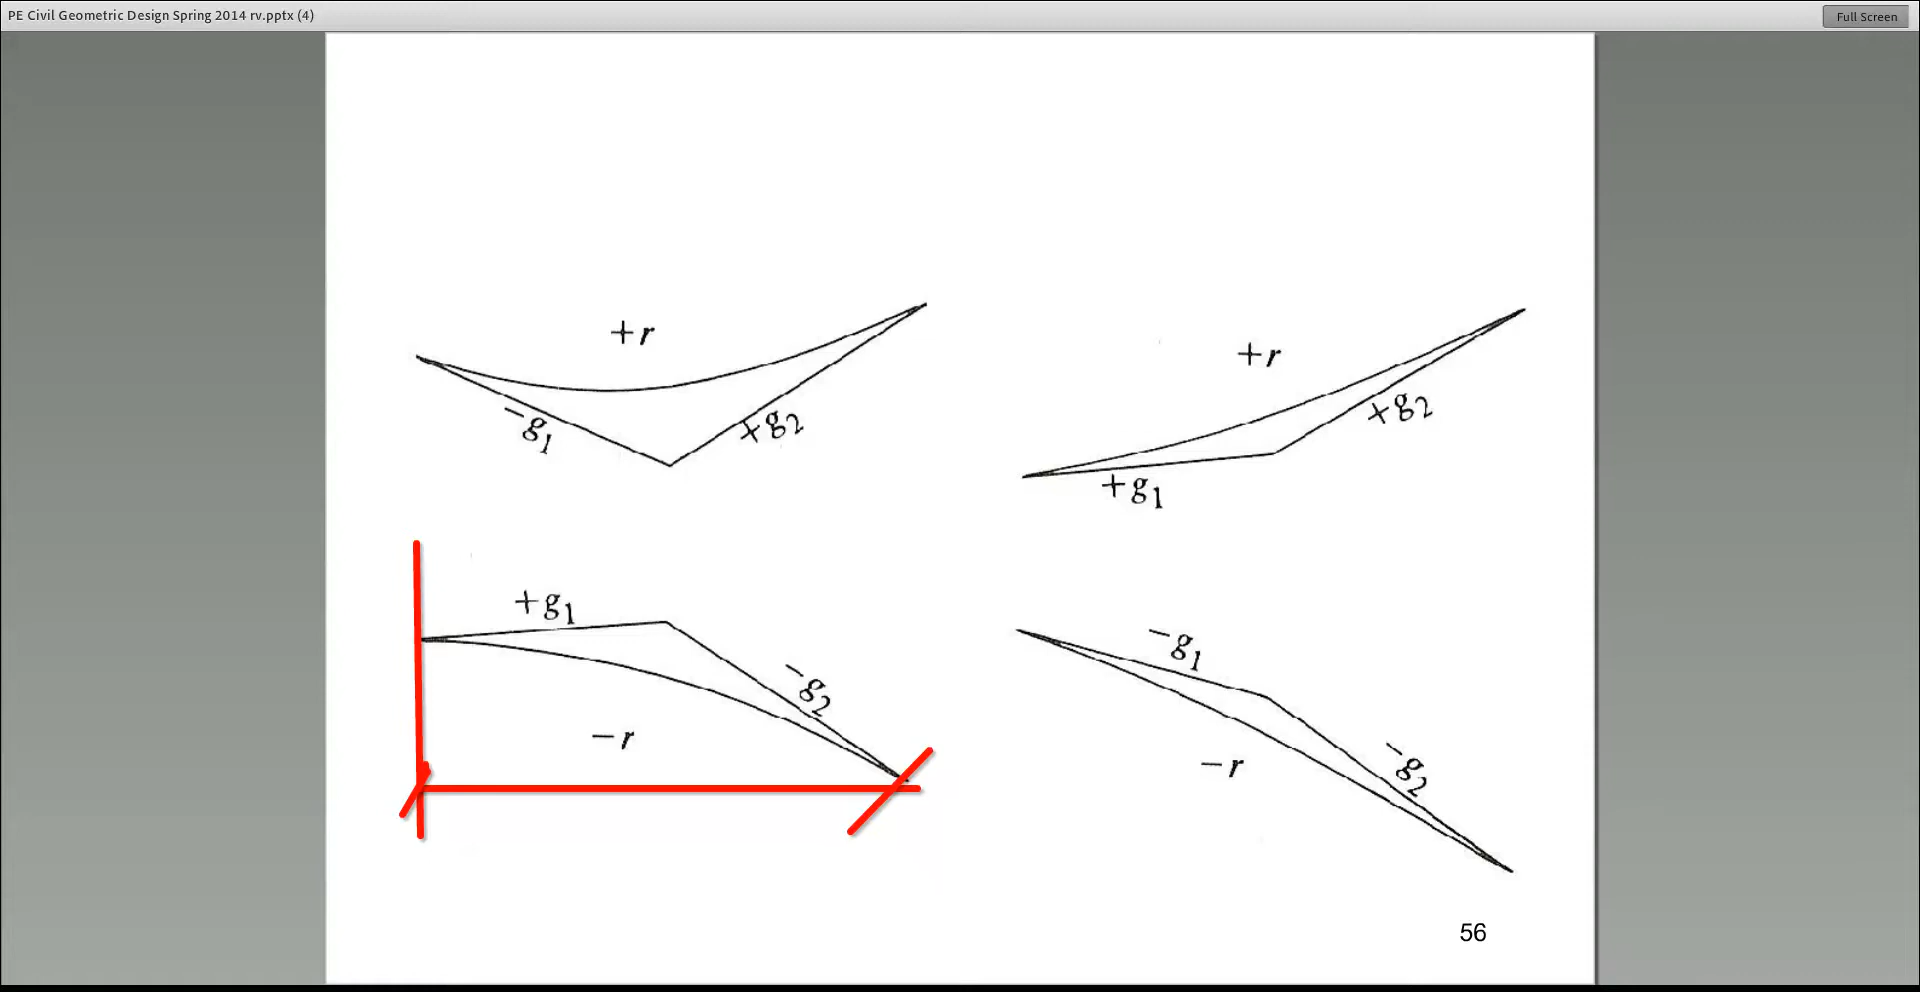 PE Civil Geometric Design Spring 2014 rv.pptx (4)
Full Screen
+r
-g1
+g2
+r
+g1
+g2
+g1
-g2
-r
-g1
-g2
-r
56